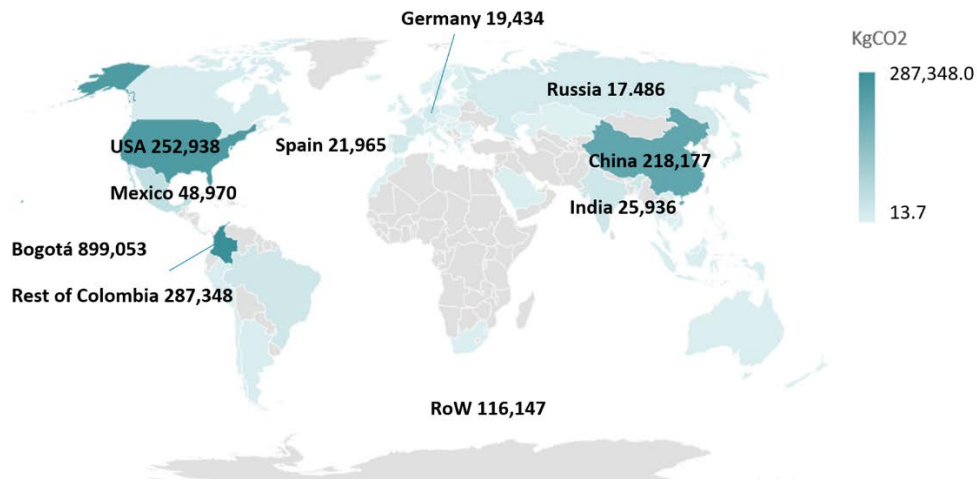 Germany 19,434
KgCO2
287,348.0
Russia 17.486
USA 252,938
Spain 21,965
China 218,177
Mexico 48,970
India 25,936
13.7
Bogotá 899,053
Rest of Colombia 287,348
RoW 116,147